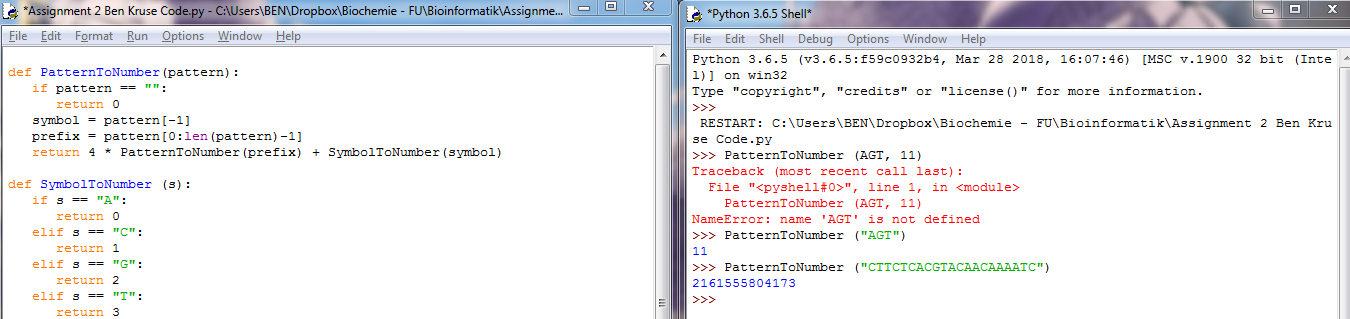 *Assignment 2 Ben Kruse Code.py - C:\Users\BEN\Dropbox\Biochemie - FU\Bioinformatik\Assignme...
File Edit Format Run Options Window Help
def PatternToNumber(pattern):
    if pattern == "":
        return 0
    symbol = pattern[-1]
    prefix = pattern[0:len(pattern)-1]
    return 4 * PatternToNumber(prefix) + SymbolToNumber(symbol)
def SymbolToNumber (s):
    if s == "A":
        return 0
    elif s == "C":
        return 1
    elif s == "G":
        return 2
    elif s == "T":
        return 3
*Python 3.6.5 Shell*
File Edit Shell Debug Options Window Help
Python 3.6.5 (v3.6.5:f59c0932b4, Mar 28 2018, 16:07:46) [MSC v.1900 32 bit (Inte
l)] on win32
Type "copyright", "credits" or "license()" for more information.
>>>
 RESTART: C:\Users\BEN\Dropbox\Biochemie - FU\Bioinformatik\Assignment 2 Ben Kru
se Code.py
>>> PatternToNumber (AGT, 11)
Traceback (most recent call last):
  File "<pyshell#0>", line 1, in <module>
    PatternToNumber (AGT, 11)
NameError: name 'AGT' is not defined
>>> PatternToNumber ("AGT")
11
>>> PatternToNumber ("CTTCTCACGTACAACAAAATC")
2161555804173
>>>